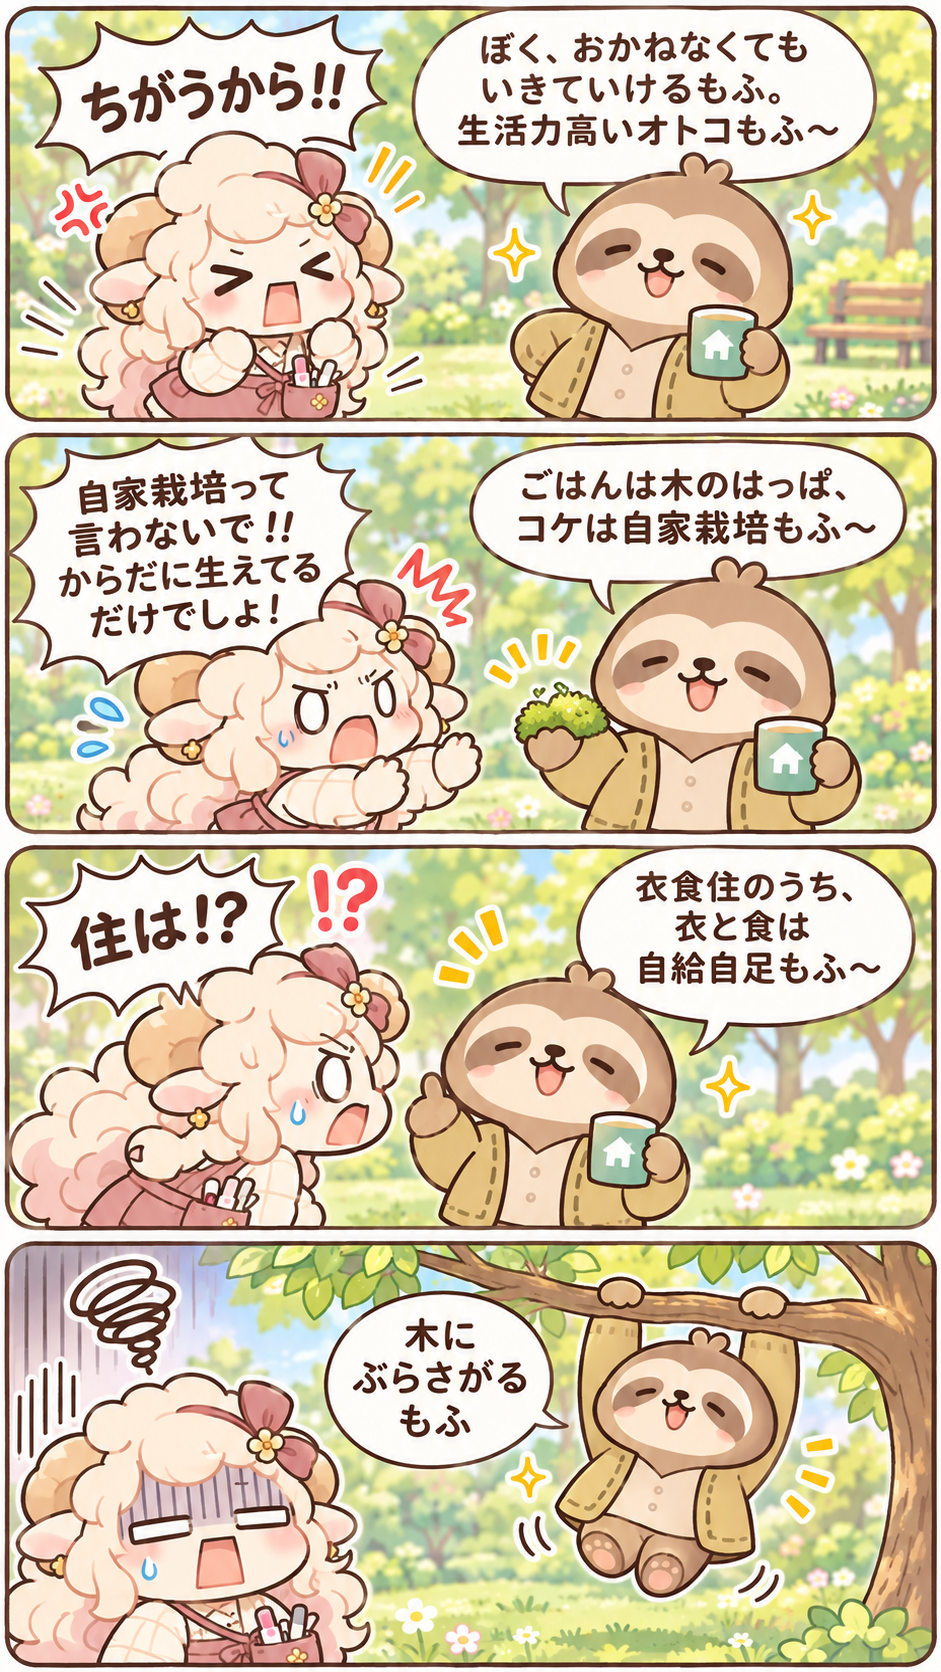 ぼく、おかねなくても
いきていけるもふ。
生活力高いオトコもふ～
ちがうから!!
ごはんは木のはっぱ、
コケは自家栽培もふ～
自家栽培って
言わないで!!
からだに生えてる
だけでしょ!
衣食住のうち、
衣と食は
自給自足もふ～
住は!?
!?
木に
ぶらさがる
もふ